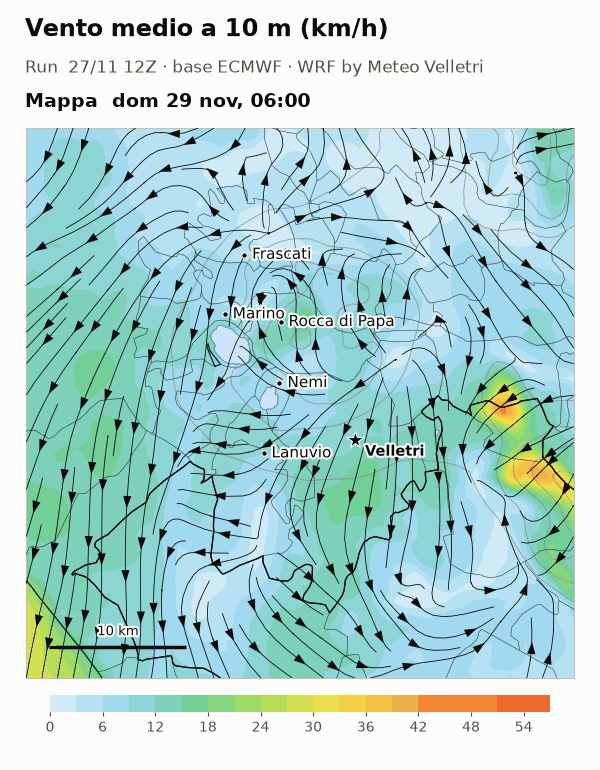 Vento medio a 10 m (km/h)
Run  27/11 12Z · base ECMWF · WRF by Meteo Velletri
Mappa  dom 29 nov, 06:00
Frascati
Marino
Rocca di Papa
Nemi
Velletri
Lanuvio
10 km
0 6 12 18 24 30 36 42 48 54